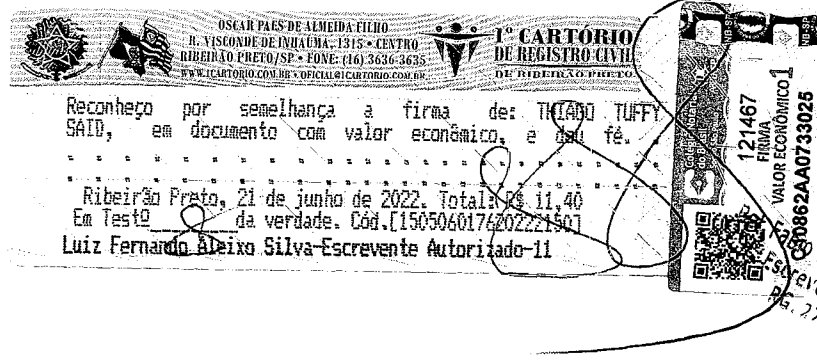 OSCAR PAES DE ALMEIDA FILHO
R. VISCONDE DE INHAÚMA, 1315 • CENTRO
RIBEIRÃO PRETO/SP • FONE: (16) 3636-3635
WWW.1CARTORIO.COM.BR • OFICIAL@1CARTORIO.COM.BR
1º CARTÓRIO
DE REGISTRO CIVIL
DE RIBEIRÃO PRETO
Reconheço por semelhança a firma de: THIAGO TUFFY
SAID, em documento com valor econômico, e dou fé.
Ribeirão Preto, 21 de junho de 2022. Total: R$ 11,40
Em Testº ________ da verdade. Cód.[
Luiz Fernando Aleixo Silva-Escrevente Autorizado-11
121467
FIRMA
VALOR ECONÔMICO 1
0862AA0733025